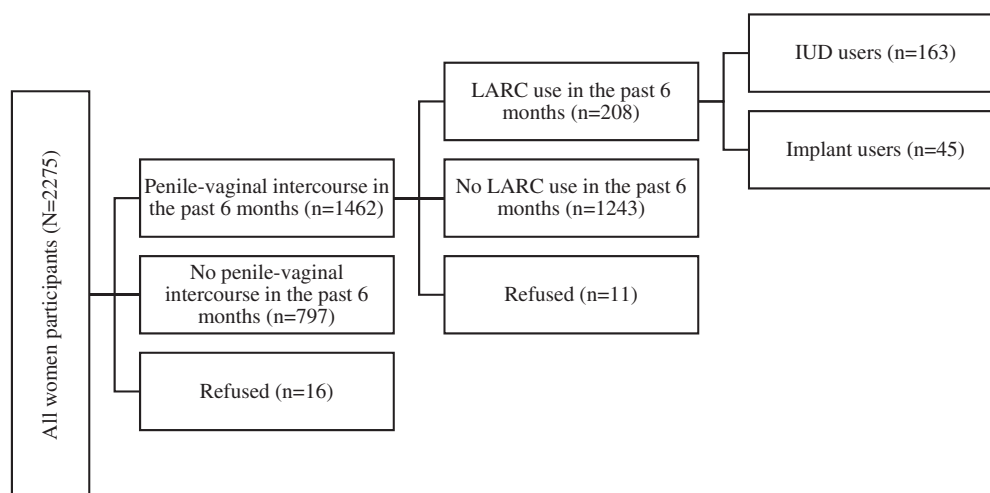 All women participants (N=2275)
Penile-vaginal intercourse in
the past 6 months (n=1462)
No penile-vaginal
intercourse in the past 6
months (n=797)
Refused (n=16)
LARC use in the past 6
months (n=208)
No LARC use in the past 6
months (n=1243)
Refused (n=11)
IUD users (n=163)
Implant users (n=45)